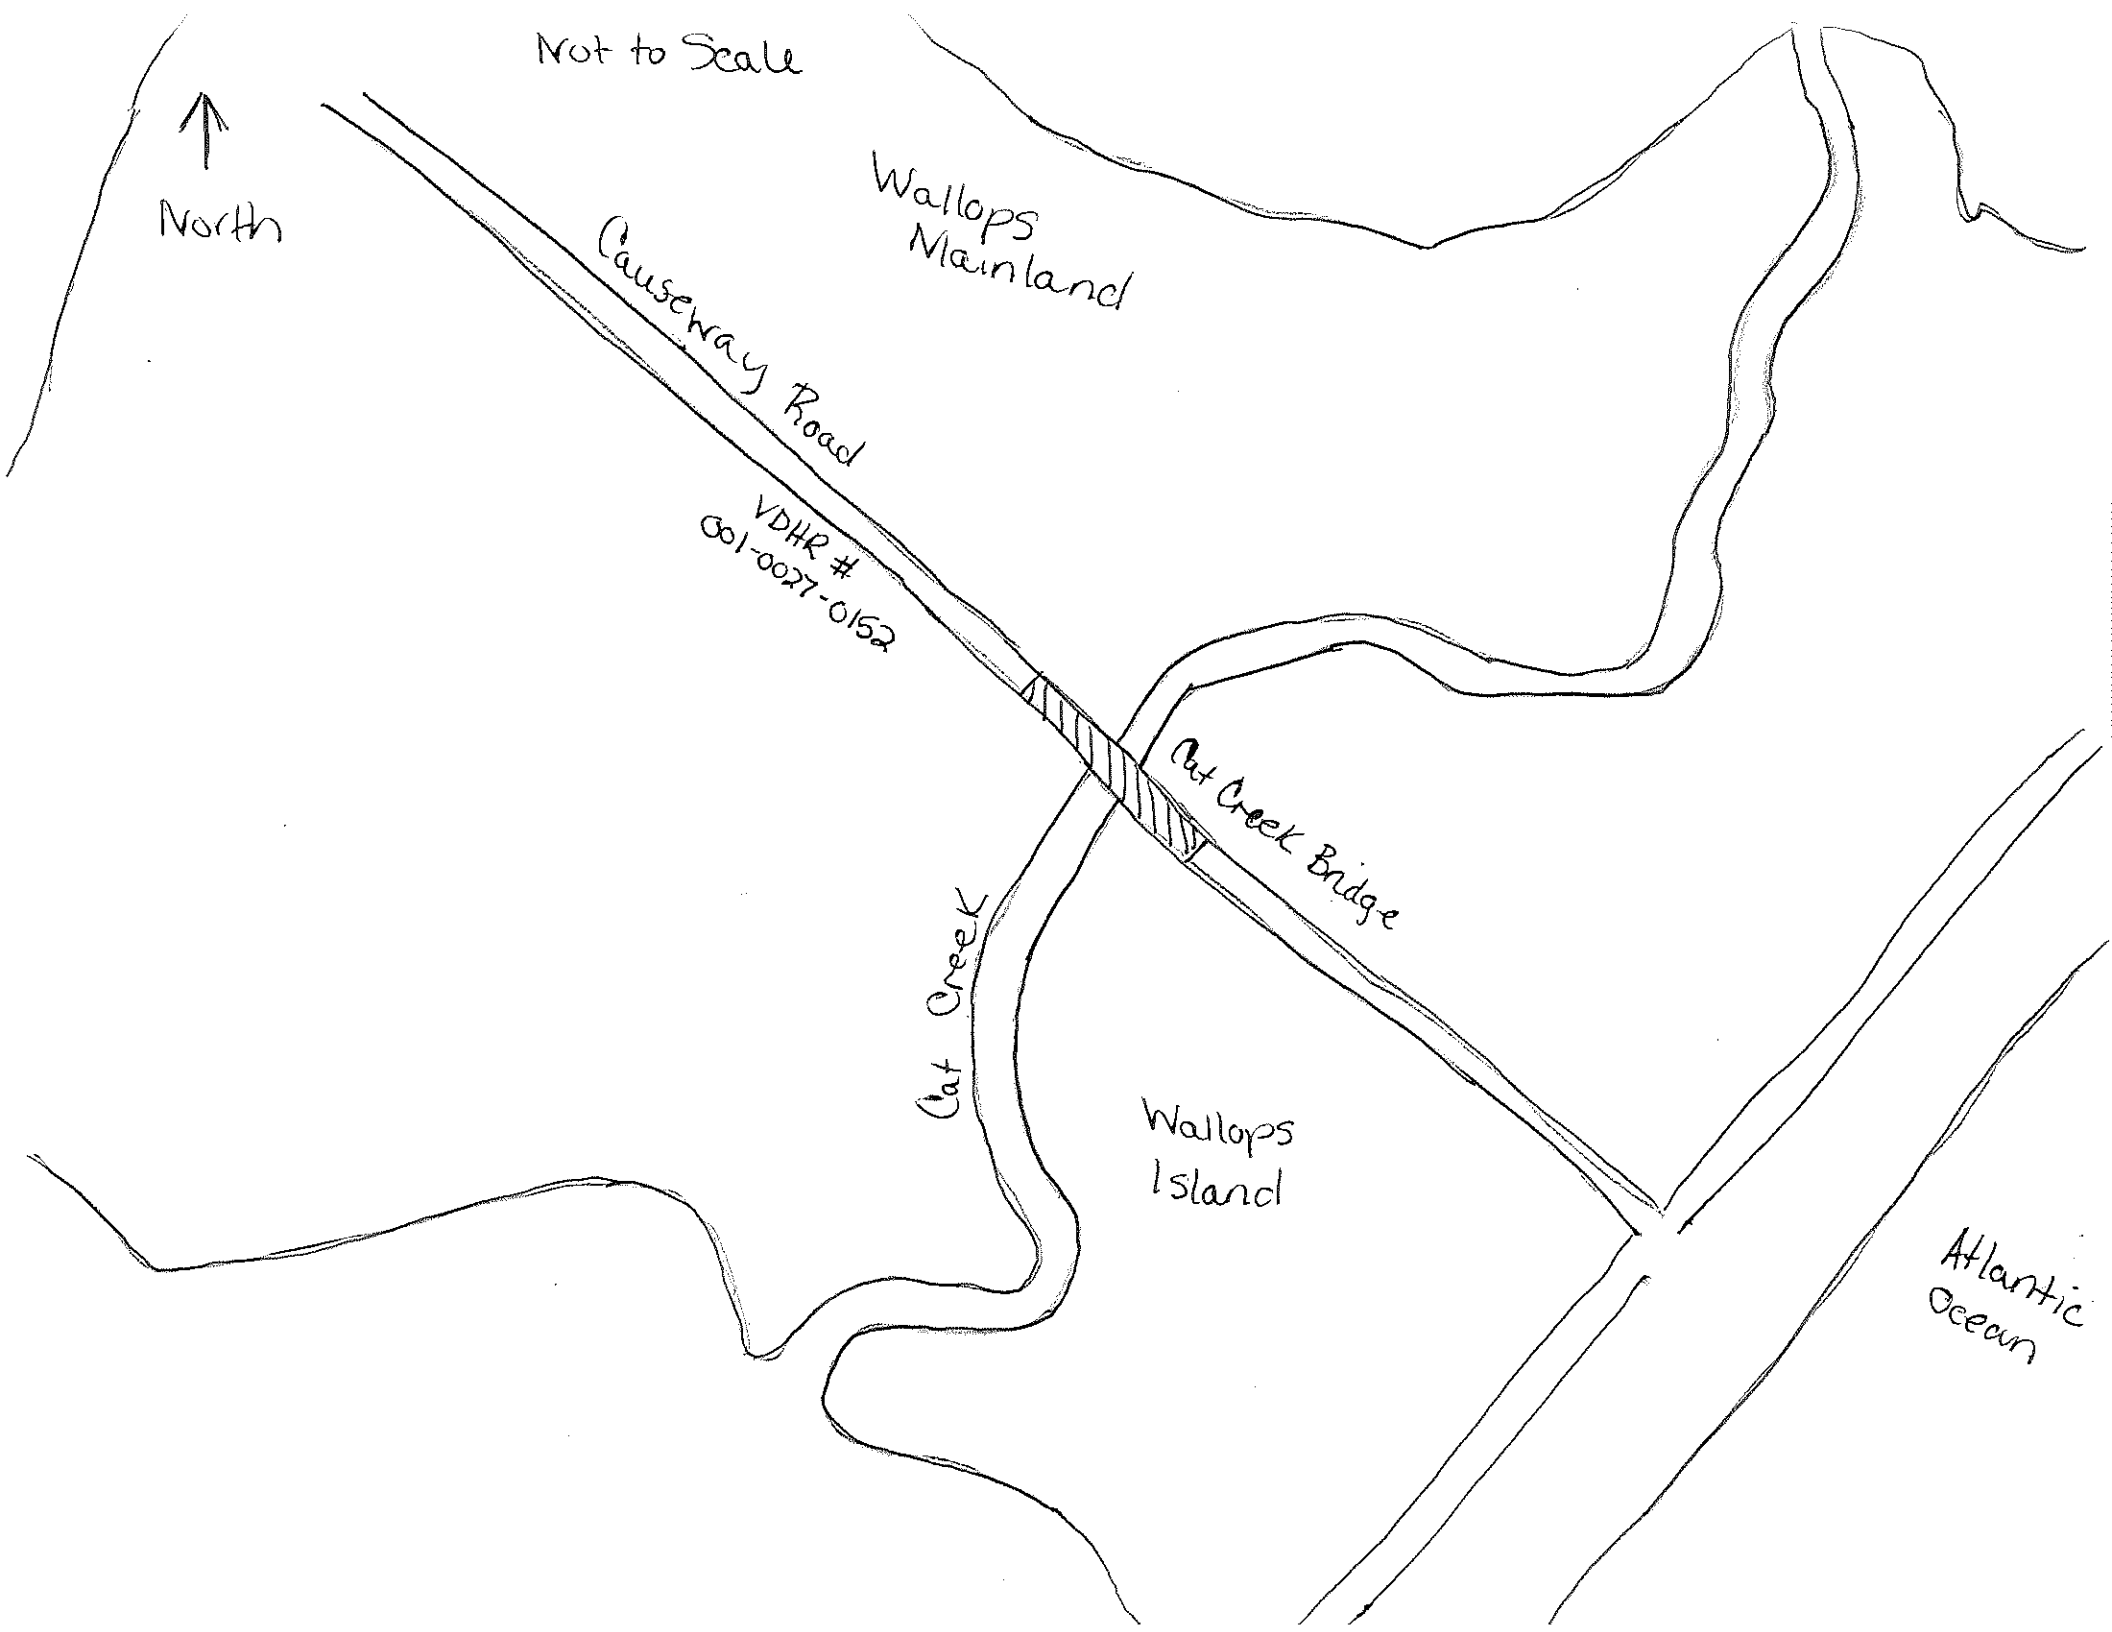 Not to Scale
North
Wallops
Mainland
Causeway Road
VDHR #
001-0027-0152
Cat Creek Bridge
Cat Creek
Wallops
Island
Atlantic
Ocean